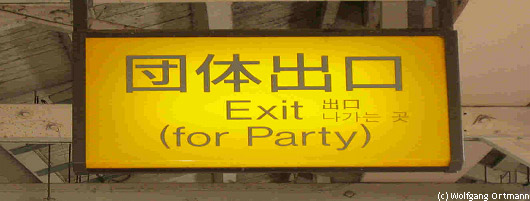 団体出口
Exit 出口
나가는 곳
(for Party)
(c) Wolfgang Ortmann